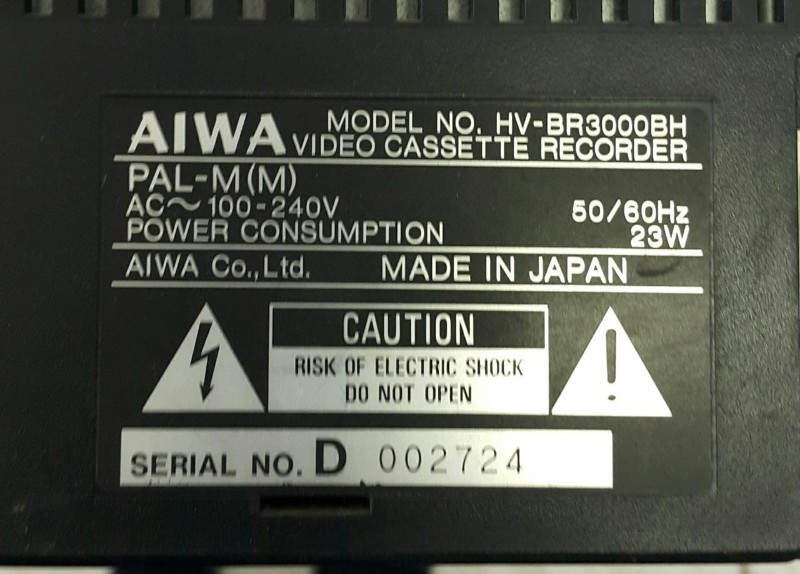 AIWA MODEL NO. HV-BR3000BH
VIDEO CASSETTE RECORDER
PAL-M(M)
AC~100-240V 50/60Hz
POWER CONSUMPTION 23W
AIWA Co.,Ltd. MADE IN JAPAN
CAUTION
RISK OF ELECTRIC SHOCK
DO NOT OPEN
SERIAL NO. D 002724